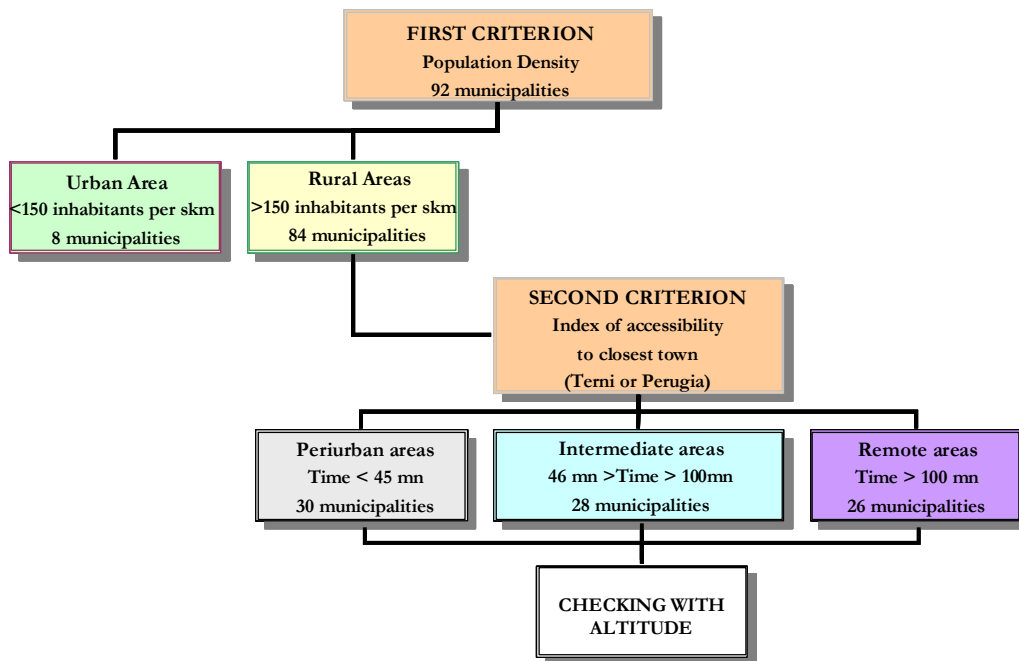 FIRST CRITERION
Population Density
92 municipalities
Urban Area
<150 inhabitants per skm
8 municipalities
Rural Areas
>150 inhabitants per skm
84 municipalities
SECOND CRITERION
Index of accessibility
to closest town
(Terni or Perugia)
Periurban areas
Time < 45 mn
30 municipalities
Intermediate areas
46 mn >Time > 100mn
28 municipalities
Remote areas
Time > 100 mn
26 municipalities
CHECKING WITH
ALTITUDE